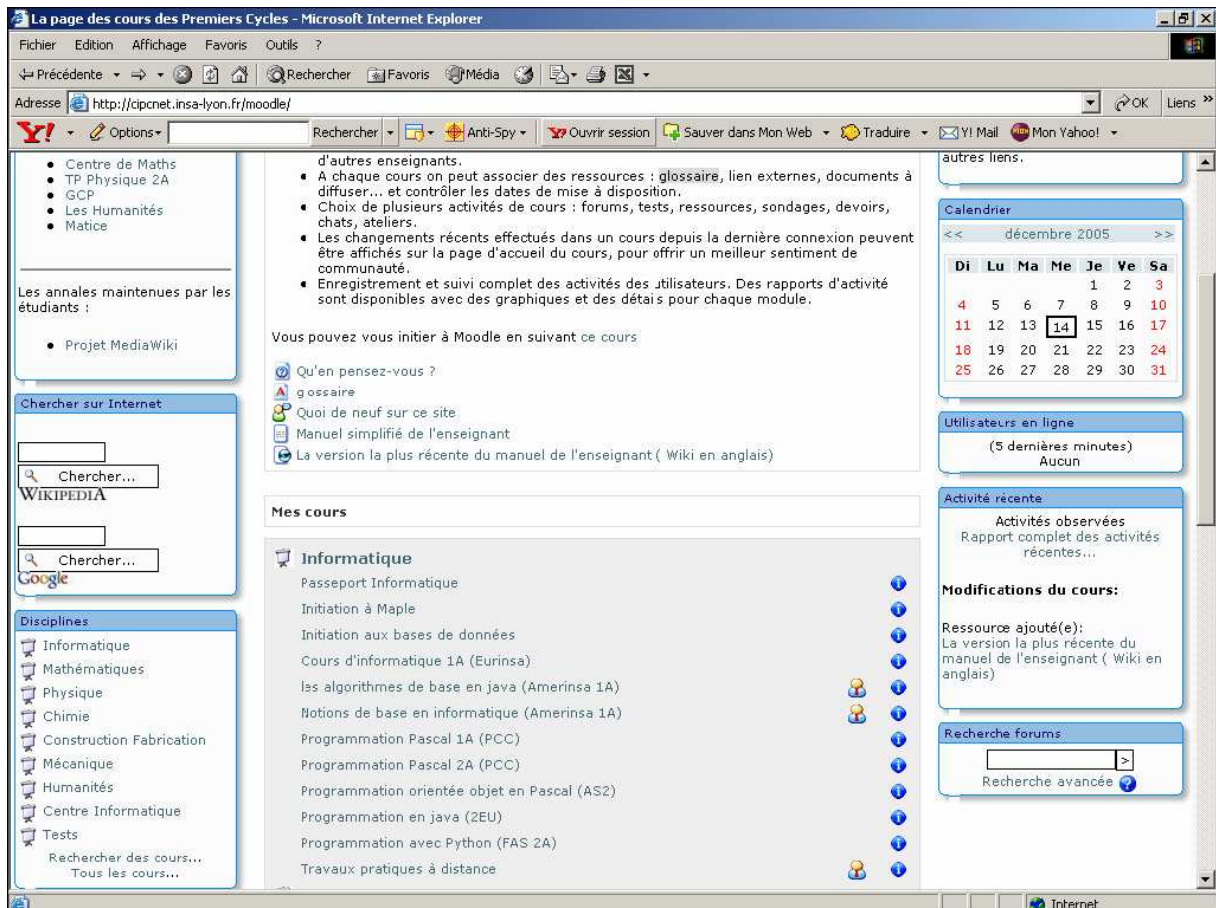 La page des cours des Premiers Cycles - Microsoft Internet Explorer
Fichier Edition Affichage Favoris Outils ?
Précédente Rechercher Favoris Média
Adresse http://cipcnet.insa-lyon.fr/moodle/ OK Liens »
Y! Options Rechercher Anti-Spy Ouvrir session Sauver dans Mon Web Traduire Y! Mail Mon Yahoo!
Centre de Maths
TP Physique 2A
GCP
Les Humanités
Matice
Les annales maintenues par les
étudiants :
Projet MediaWiki
Chercher sur Internet
Chercher...
WIKIPEDIA
Chercher...
Google
Disciplines
Informatique
Mathématiques
Physique
Chimie
Construction Fabrication
Mécanique
Humanités
Centre Informatique
Tests
Rechercher des cours...
Tous les cours...
d'autres enseignants.
A chaque cours on peut associer des ressources : glossaire, lien externes, documents à
diffuser... et contrôler les dates de mise à disposition.
Choix de plusieurs activités de cours : forums, tests, ressources, sondages, devoirs,
chats, ateliers.
Les changements récents effectués dans un cours depuis la dernière connexion peuvent
être affichés sur la page d'accueil du cours, pour offrir un meilleur sentiment de
communauté.
Enregistrement et suivi complet des activités des utilisateurs. Des rapports d'activité
sont disponibles avec des graphiques et des détails pour chaque module.
Vous pouvez vous initier à Moodle en suivant ce cours
Qu'en pensez-vous ?
glossaire
Quoi de neuf sur ce site
Manuel simplifié de l'enseignant
La version la plus récente du manuel de l'enseignant ( Wiki en anglais)
Mes cours
Informatique
Passeport Informatique
Initiation à Maple
Initiation aux bases de données
Cours d'informatique 1A (Eurinsa)
les algorithmes de base en java (Amerinsa 1A)
Notions de base en informatique (Amerinsa 1A)
Programmation Pascal 1A (PCC)
Programmation Pascal 2A (PCC)
Programmation orientée objet en Pascal (AS2)
Programmation en java (2EU)
Programmation avec Python (FAS 2A)
Travaux pratiques à distance
autres liens.
Calendrier
<< décembre 2005 >>
Di Lu Ma Me Je Ve Sa
1 2 3
4 5 6 7 8 9 10
11 12 13 14 15 16 17
18 19 20 21 22 23 24
25 26 27 28 29 30 31
Utilisateurs en ligne
(5 dernières minutes)
Aucun
Activité récente
Activités observées
Rapport complet des activités
récentes...
Modifications du cours:
Ressource ajouté(e):
La version la plus récente du
manuel de l'enseignant ( Wiki en
anglais)
Recherche forums
>
Recherche avancée ?
Internet